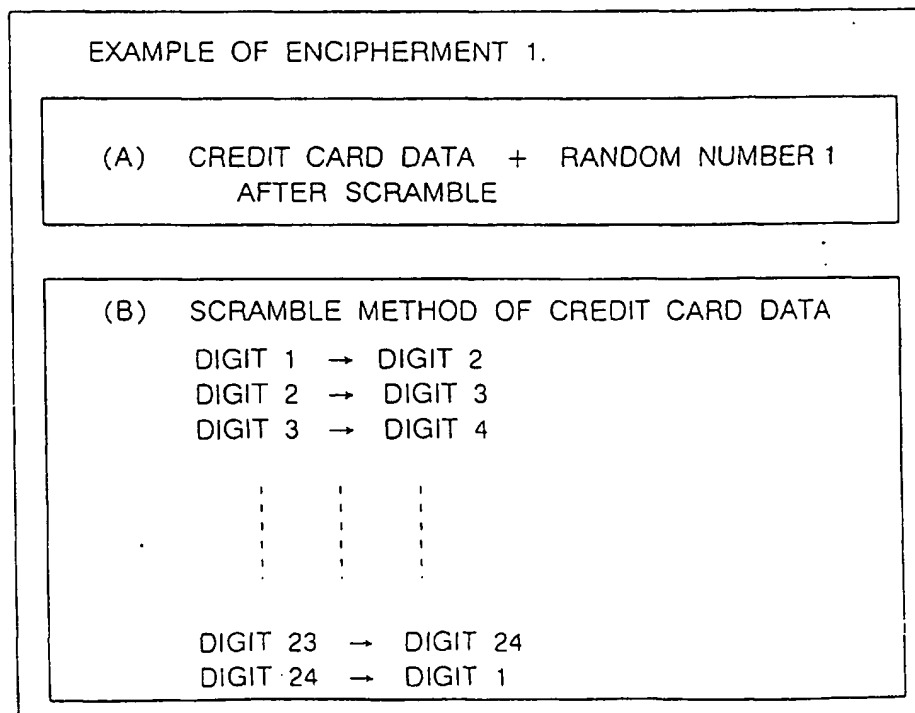 EXAMPLE OF ENCIPHERMENT 1.
(A) CREDIT CARD DATA + RANDOM NUMBER 1
AFTER SCRAMBLE
(B) SCRAMBLE METHOD OF CREDIT CARD DATA
DIGIT 1 → DIGIT 2
DIGIT 2 → DIGIT 3
DIGIT 3 → DIGIT 4
DIGIT 23 → DIGIT 24
DIGIT 24 → DIGIT 1